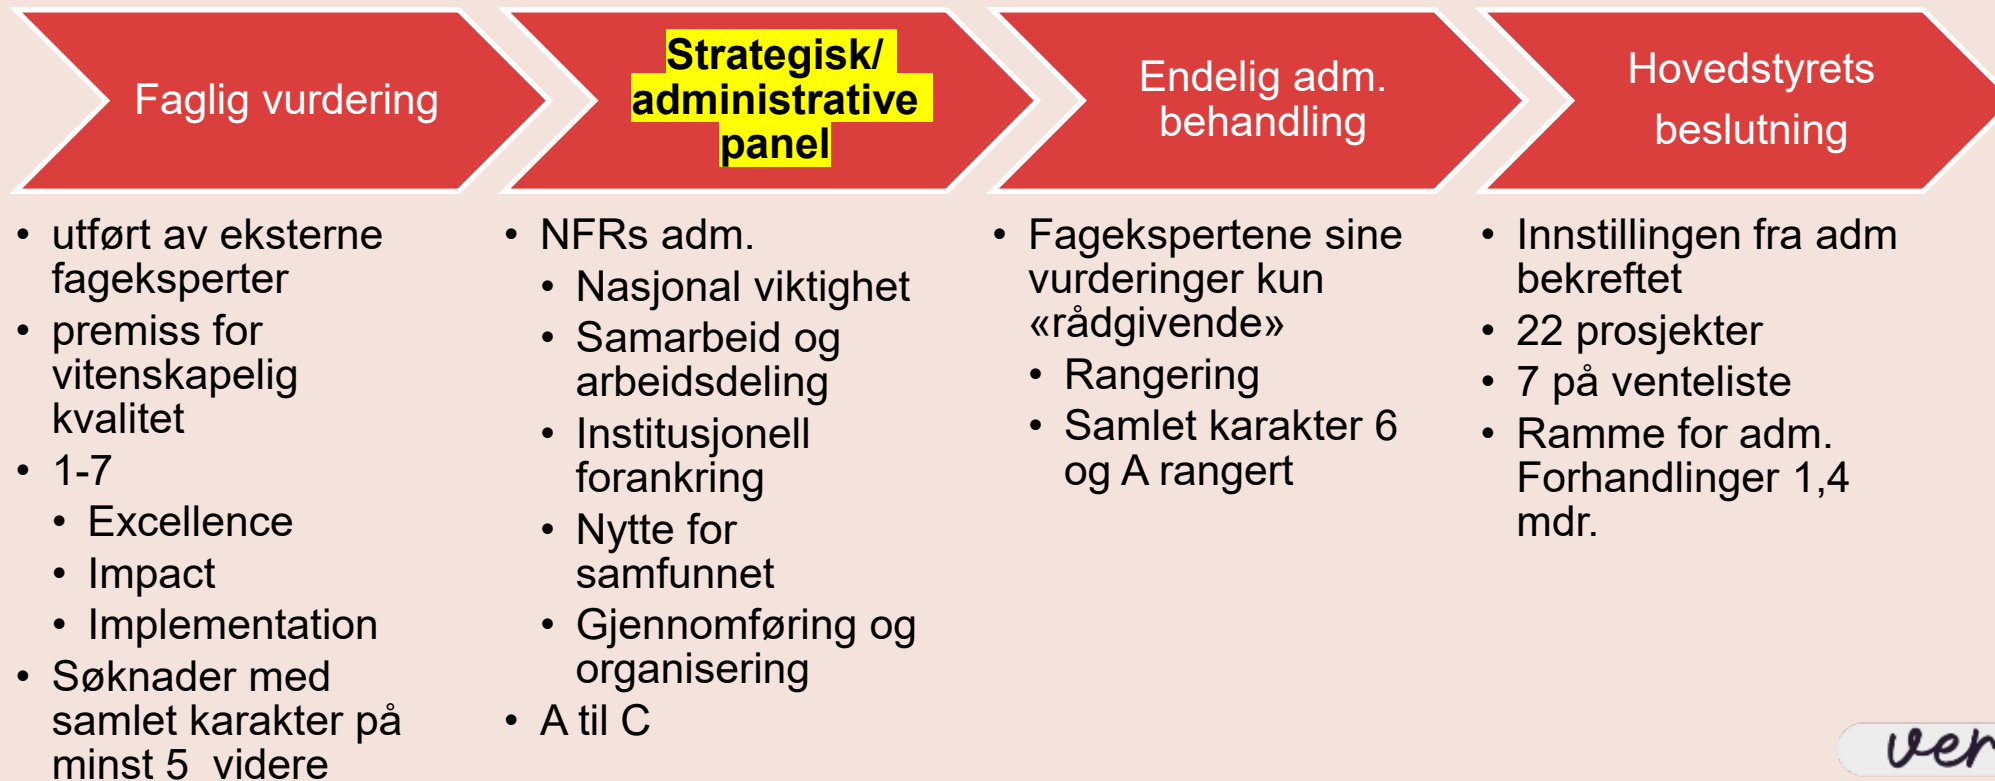 Faglig vurdering
• utført av eksterne
fageksperter
• premiss for
vitenskapelig
kvalitet
• 1-7
• Excellence
• Impact
• Implementation
• Søknader med
samlet karakter på
minst 5 videre
Strategisk/
administrative
panel
• NFRs adm.
• Nasjonal viktighet
• Samarbeid og
arbeidsdeling
• Institusjonell
forankring
• Nytte for
samfunnet
• Gjennomføring og
organisering
• A til C
Endelig adm.
behandling
• Fagekspertene sine
vurderinger kun
«rådgivende»
• Rangering
• Samlet karakter 6
og A rangert
Hovedstyrets
beslutning
• Innstillingen fra adm
bekreftet
• 22 prosjekter
• 7 på venteliste
• Ramme for adm.
Forhandlinger 1,4
mdr.
ver